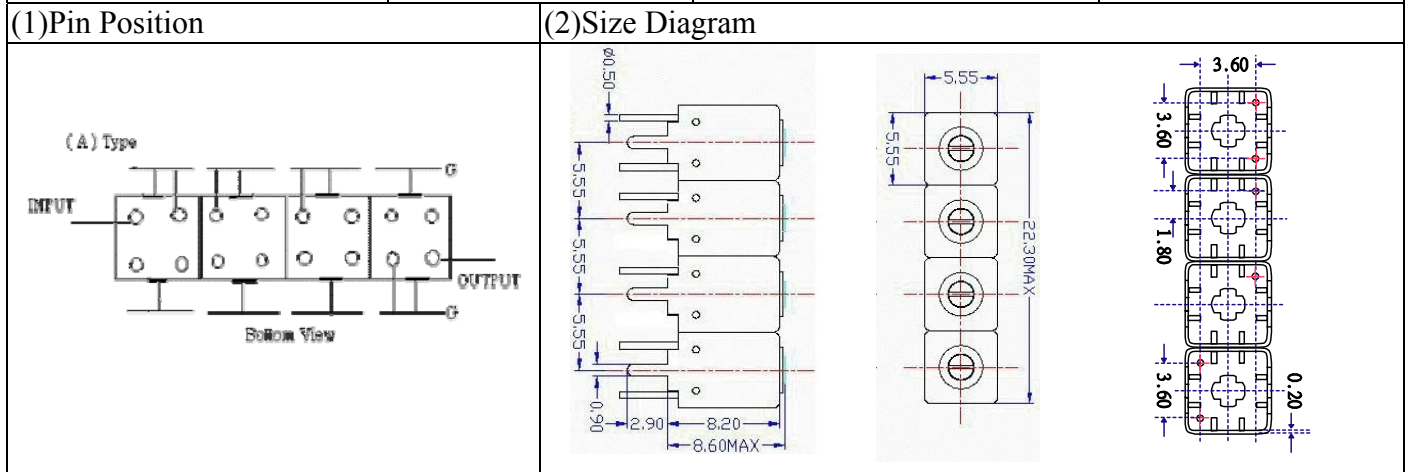 (1)Pin Position
(2)Size Diagram
( A ) Type
G
INPUT
OUTPUT
G
Bottom View
ø0.50
5.55
5.55
5.55
0.90
2.90
8.20
8.60MAX
5.55
5.55
22.30MAX
3.60
3.60
1.80
3.60
0.20